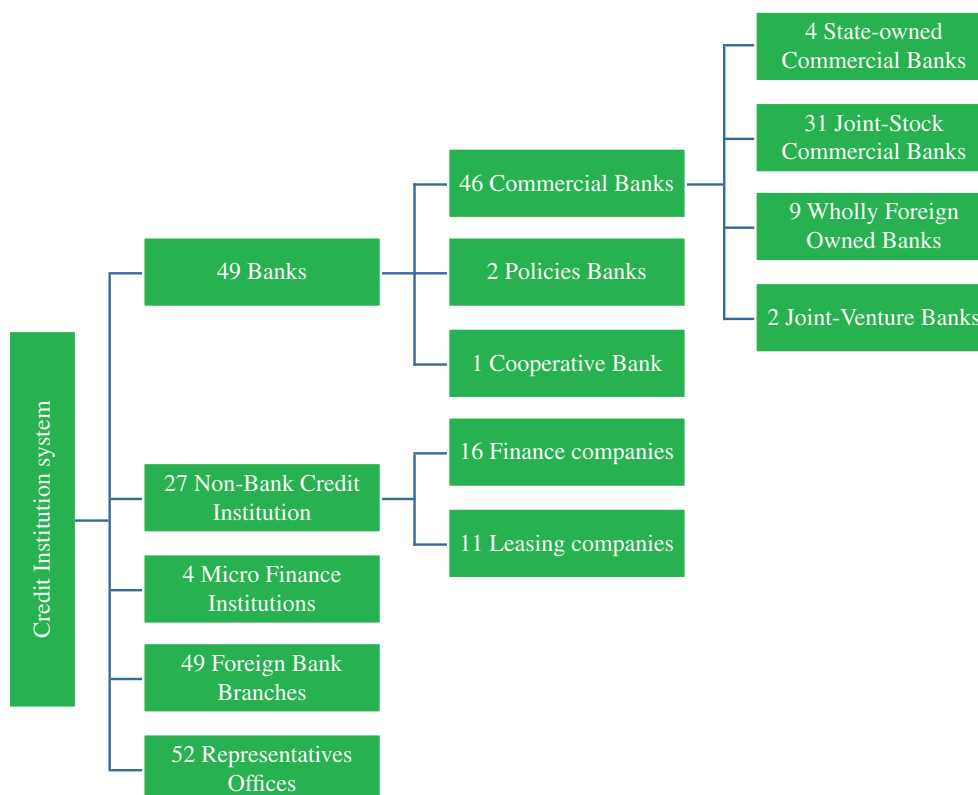 Credit Institution system
49 Banks
27 Non-Bank Credit
Institution
4 Micro Finance
Institutions
49 Foreign Bank
Branches
52 Representatives
Offices
46 Commercial Banks
2 Policies Banks
1 Cooperative Bank
16 Finance companies
11 Leasing companies
4 State-owned
Commercial Banks
31 Joint-Stock
Commercial Banks
9 Wholly Foreign
Owned Banks
2 Joint-Venture Banks